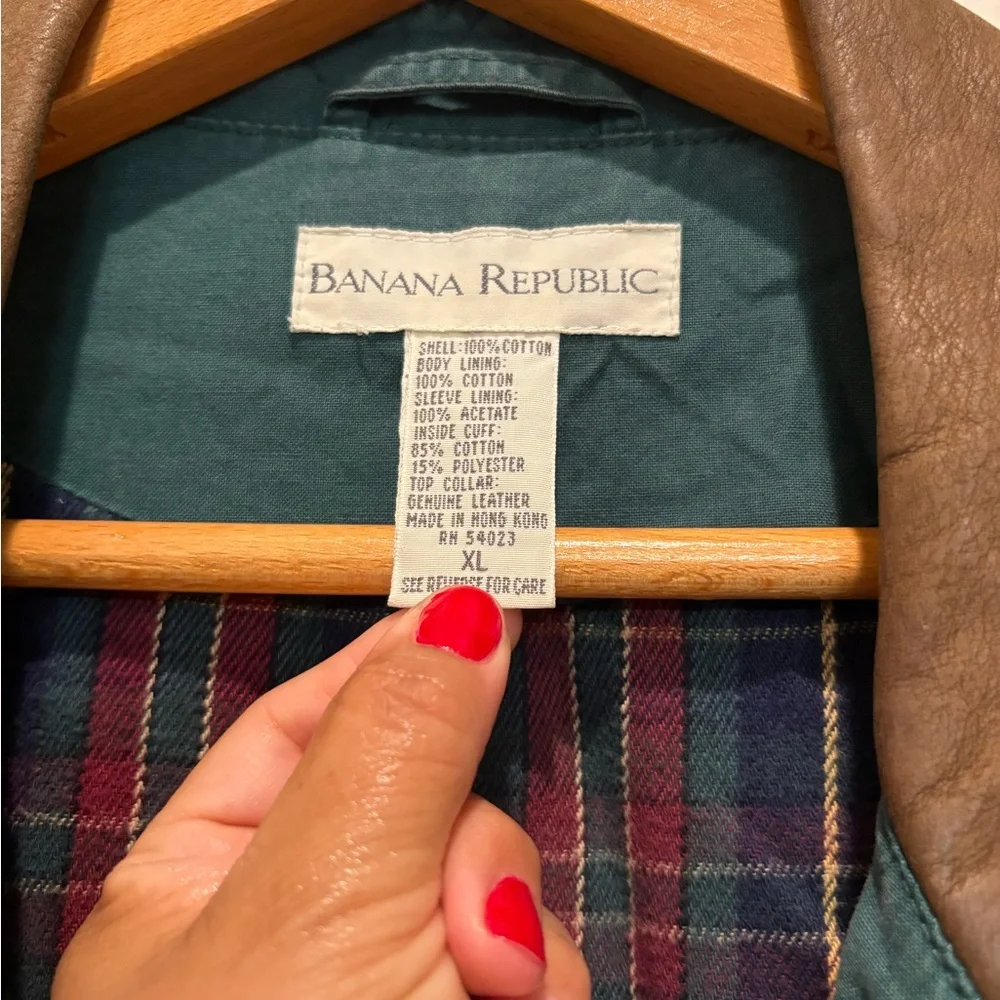 BANANA REPUBLIC
SHELL:100%COTTON
BODY LINING:
100% COTTON
SLEEVE LINING:
100% ACETATE
INSIDE CUFF:
85% COTTON
15% POLYESTER
TOP COLLAR:
GENUINE LEATHER
MADE IN HONG KONG
RN 54023
XL
SEE REVERSE FOR CARE